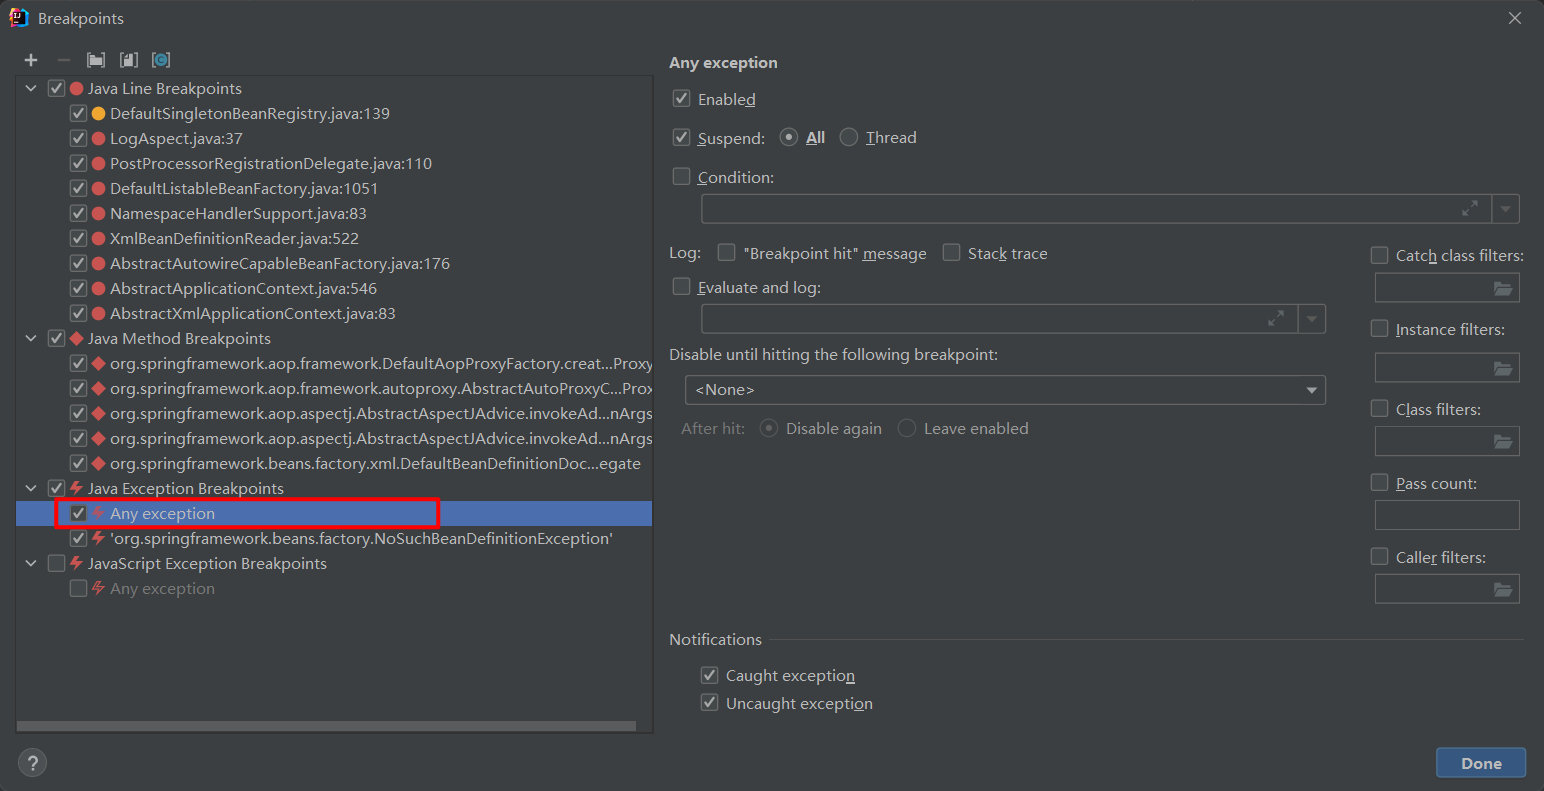 Breakpoints
Java Line Breakpoints
DefaultSingletonBeanRegistry.java:139
LogAspect.java:37
PostProcessorRegistrationDelegate.java:110
DefaultListableBeanFactory.java:1051
NamespaceHandlerSupport.java:83
XmlBeanDefinitionReader.java:522
AbstractAutowireCapableBeanFactory.java:176
AbstractApplicationContext.java:546
AbstractXmlApplicationContext.java:83
Java Method Breakpoints
org.springframework.aop.framework.DefaultAopProxyFactory.creat...Proxy
org.springframework.aop.framework.autoproxy.AbstractAutoProxyC...Prox
org.springframework.aop.aspectj.AbstractAspectJAdvice.invokeAd...nArgs
org.springframework.aop.aspectj.AbstractAspectJAdvice.invokeAd...nArgs
org.springframework.beans.factory.xml.DefaultBeanDefinitionDoc...egate
Java Exception Breakpoints
Any exception
'org.springframework.beans.factory.NoSuchBeanDefinitionException'
JavaScript Exception Breakpoints
Any exception
Any exception
Enabled
Suspend: All Thread
Condition:
Log: "Breakpoint hit" message Stack trace
Evaluate and log:
Disable until hitting the following breakpoint:
<None>
After hit: Disable again Leave enabled
Catch class filters:
Instance filters:
Class filters:
Pass count:
Caller filters:
Notifications
Caught exception
Uncaught exception
?
Done